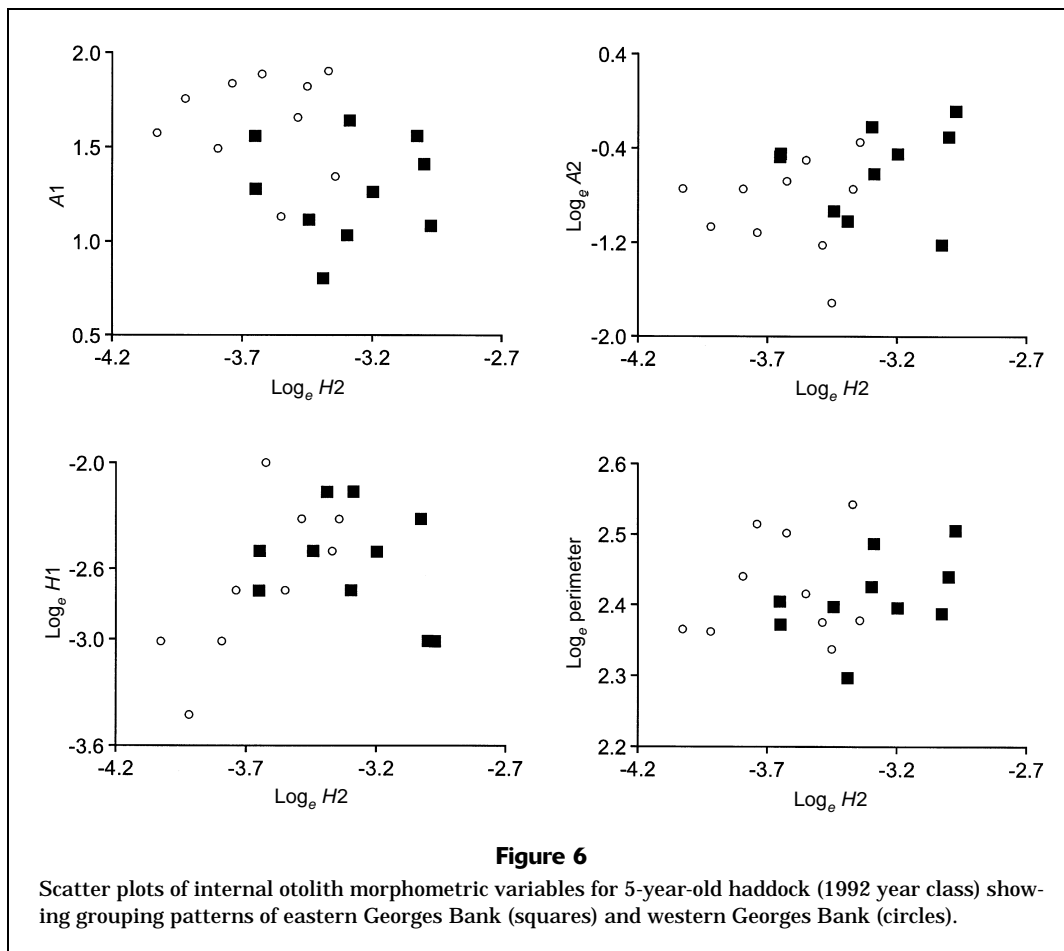 2.0
1.5
1.0
0.5
A1
-4.2 -3.7 -3.2 -2.7
Logₑ H2
0.4
-0.4
-1.2
-2.0
Logₑ A2
-4.2 -3.7 -3.2 -2.7
Logₑ H2
-2.0
-2.6
-3.0
-3.6
Logₑ H1
-4.2 -3.7 -3.2 -2.7
Logₑ H2
2.6
2.5
2.4
2.3
2.2
Logₑ perimeter
-4.2 -3.7 -3.2 -2.7
Logₑ H2
Figure 6
Scatter plots of internal otolith morphometric variables for 5-year-old haddock (1992 year class) show-
ing grouping patterns of eastern Georges Bank (squares) and western Georges Bank (circles).